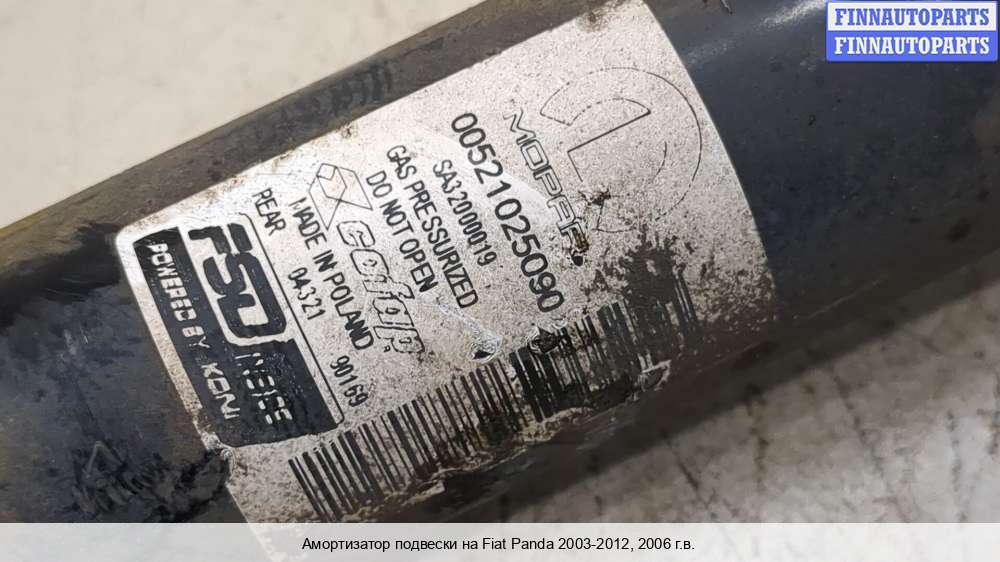 FINNAUTOPARTS
FINNAUTOPARTS
MOPAR
00521025090
SA32000019
GAS PRESSURIZED
DO NOT OPEN
MADE IN POLAND
90169
REAR
04321
FSD
POWERED BY KONI
Амортизатор подвески на Fiat Panda 2003-2012, 2006 г.в.